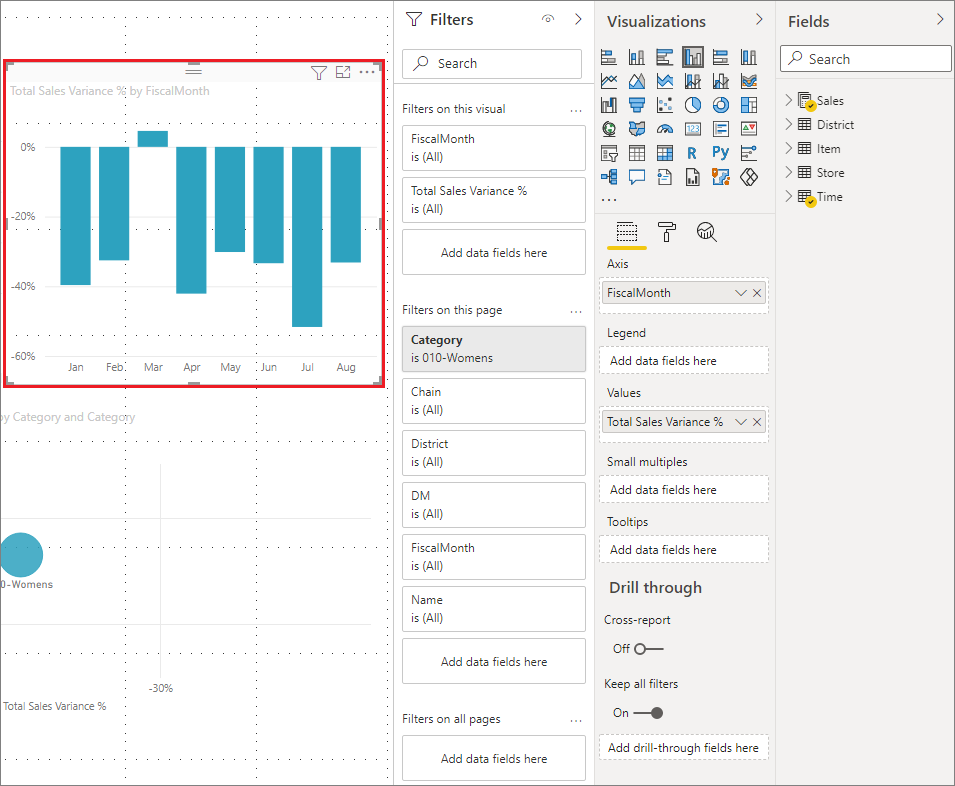 Total Sales Variance % by FiscalMonth
0%
-20%
-40%
-60%
Jan Feb Mar Apr May Jun Jul Aug
by Category and Category
0-Womens
-30%
Total Sales Variance %
Filters
Search
Filters on this visual
FiscalMonth
is (All)
Total Sales Variance %
is (All)
Add data fields here
Filters on this page
Category
is 010-Womens
Chain
is (All)
District
is (All)
DM
is (All)
FiscalMonth
is (All)
Name
is (All)
Add data fields here
Filters on all pages
Add data fields here
Visualizations
123
R
Py
Axis
FiscalMonth
Legend
Add data fields here
Values
Total Sales Variance %
Small multiples
Add data fields here
Tooltips
Add data fields here
Drill through
Cross-report
Off
Keep all filters
On
Add drill-through fields here
Fields
Search
Sales
District
Item
Store
Time